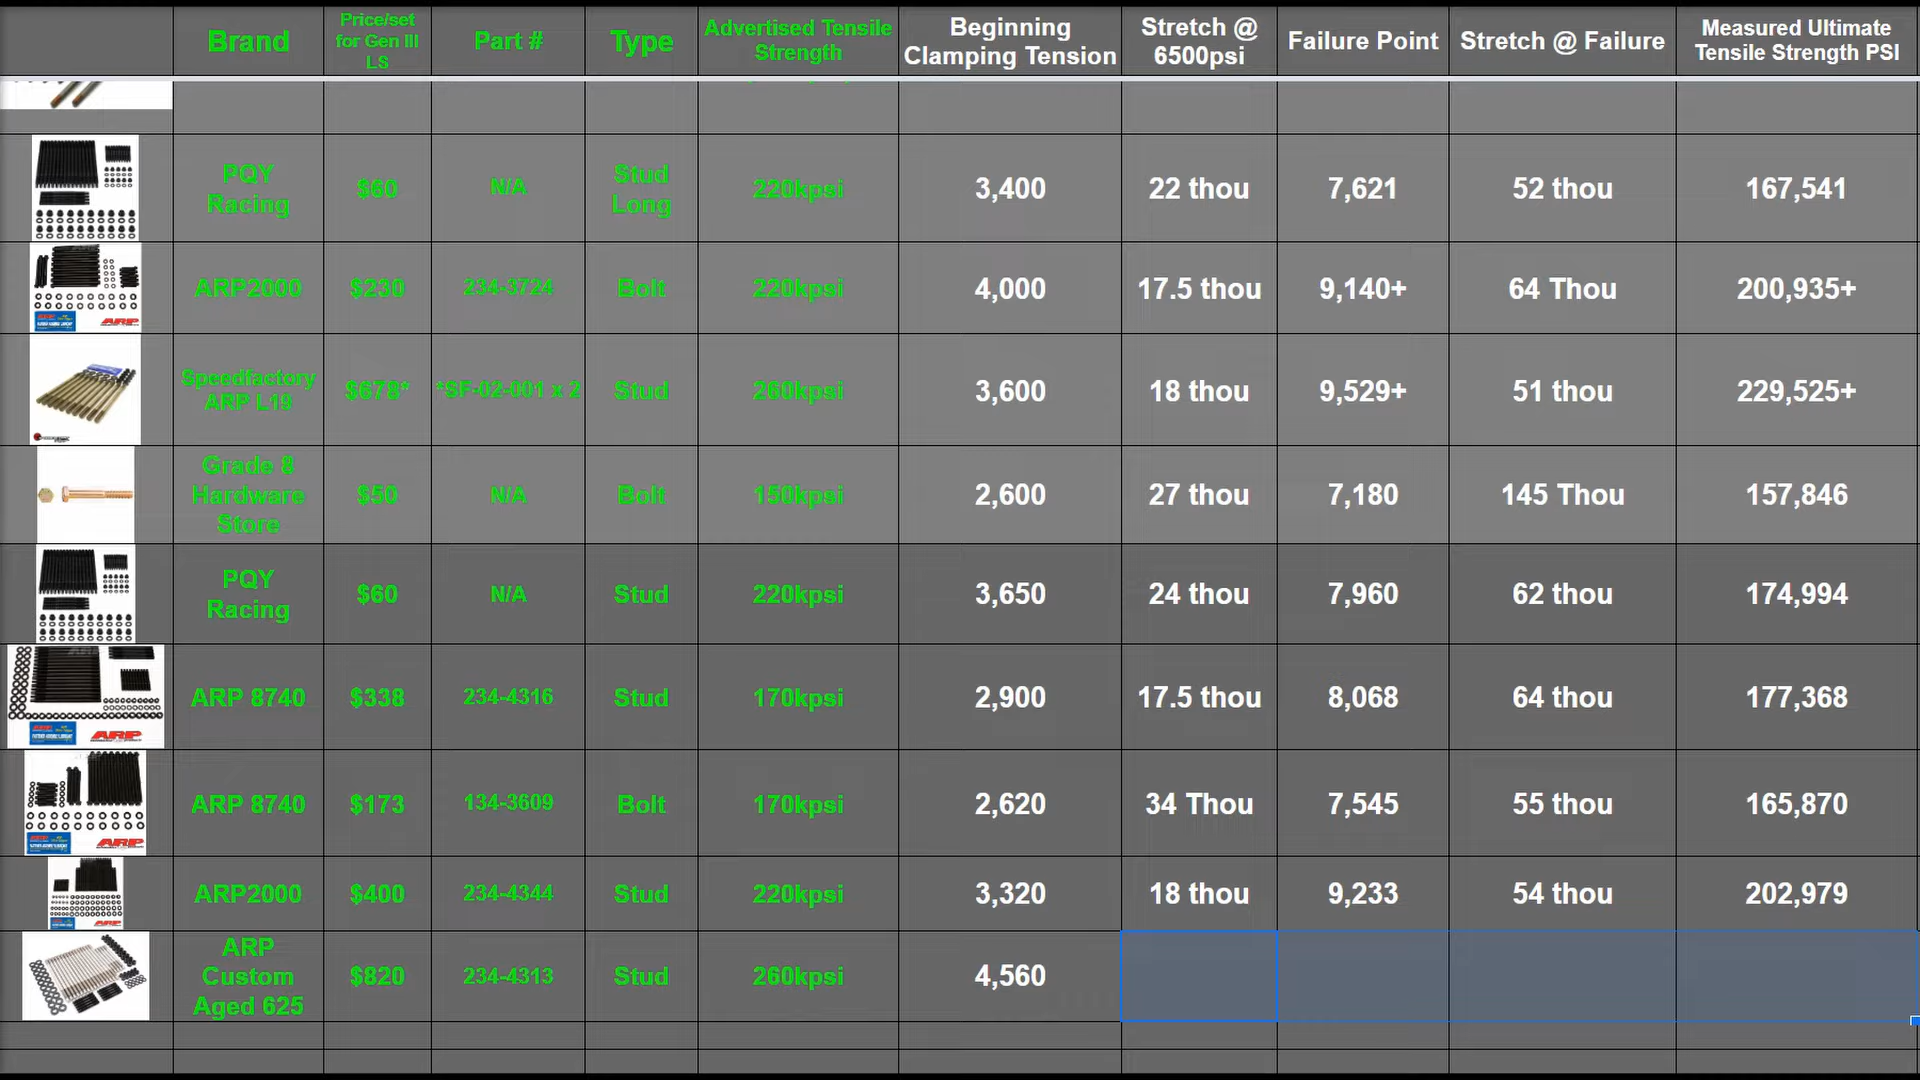 Brand
Price/set
for Gen III
LS
Part #
Type
Advertised Tensile
Strength
Beginning
Clamping Tension
Stretch @
6500psi
Failure Point
Stretch @ Failure
Measured Ultimate
Tensile Strength PSI
PQY
Racing
$60
N/A
Stud
Long
220kpsi
3,400
22 thou
7,621
52 thou
167,541
ARP2000
$230
234-3724
Bolt
220kpsi
4,000
17.5 thou
9,140+
64 Thou
200,935+
ARP
Speedfactory
ARP L19
$679*
*SF-02-001 x 2
Stud
260kpsi
3,600
18 thou
9,529+
51 thou
229,525+
Grade 8
Hardware
Store
$50
N/A
Bolt
150kpsi
2,600
27 thou
7,180
145 Thou
157,846
PQY
Racing
$60
N/A
Stud
220kpsi
3,650
24 thou
7,960
62 thou
174,994
ARP
ARP 8740
$338
234-4316
Stud
170kpsi
2,900
17.5 thou
8,068
64 thou
177,368
ARP
ARP 8740
$173
134-3609
Bolt
170kpsi
2,620
34 Thou
7,545
55 thou
165,870
ARP
ARP2000
$400
234-4344
Stud
220kpsi
3,320
18 thou
9,233
54 thou
202,979
ARP
Custom
Aged 625
$820
234-4313
Stud
260kpsi
4,560